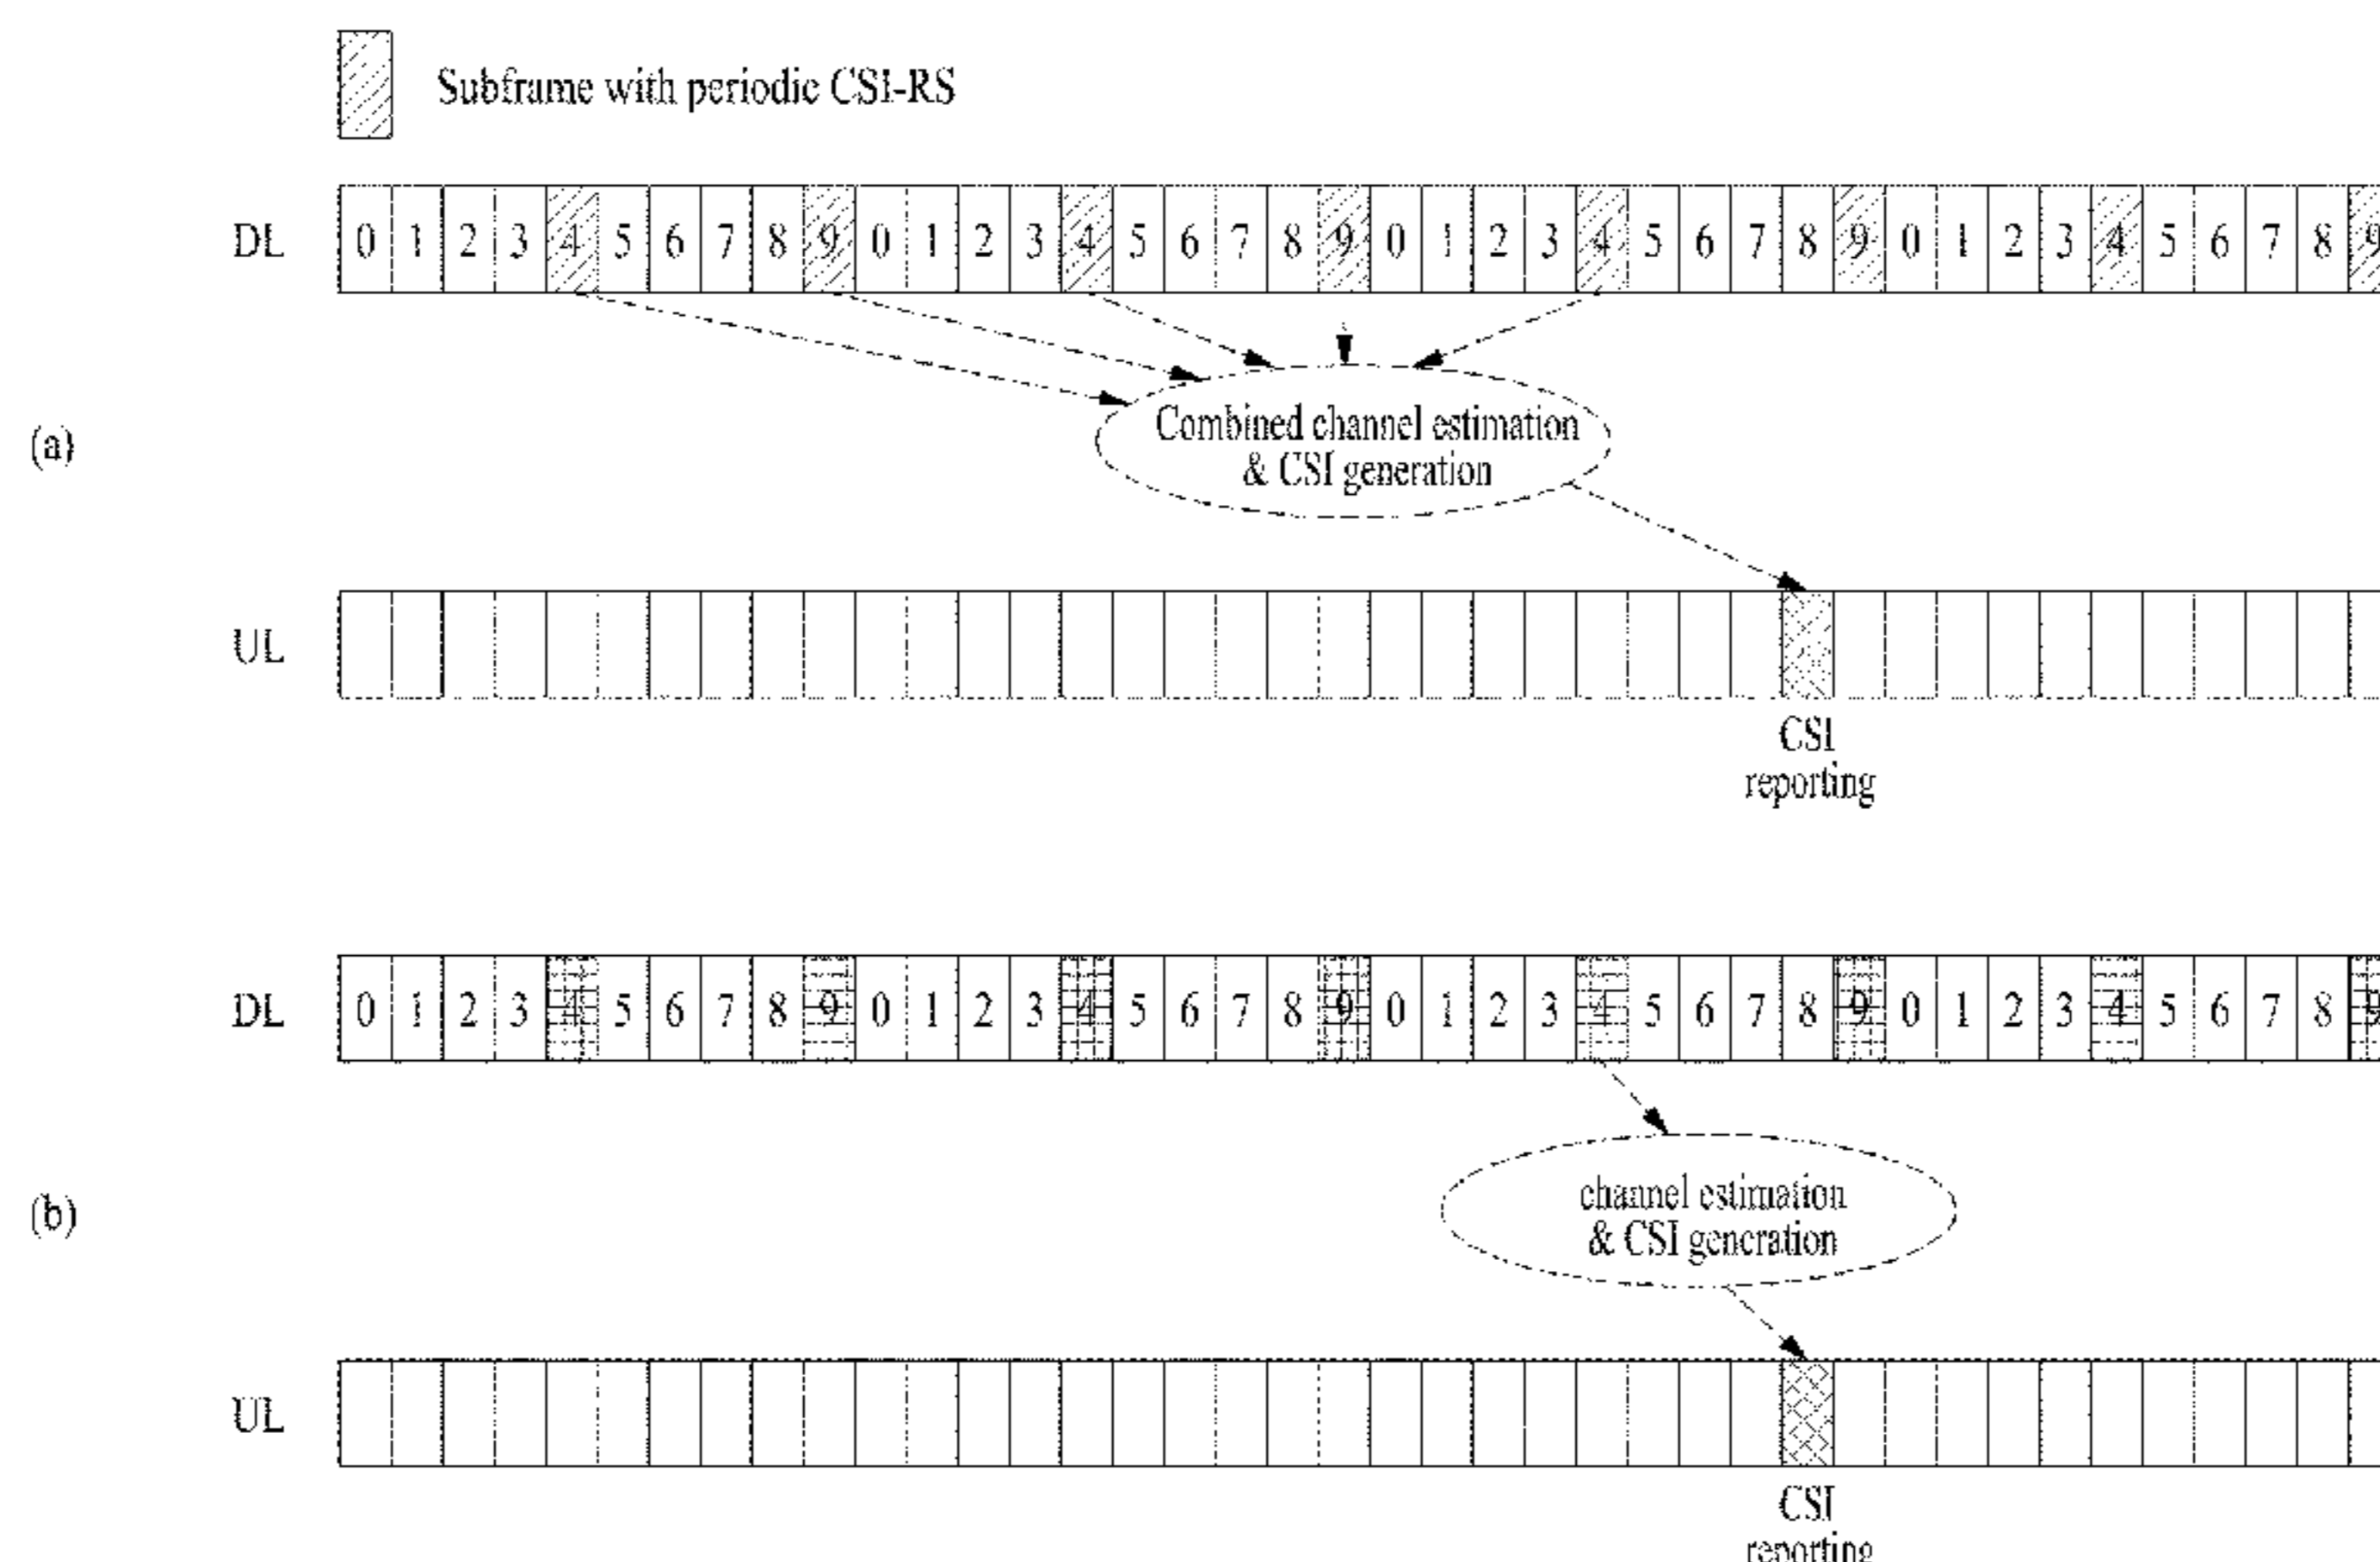 Subframe with periodic CSI-RS
DL 0 1 2 3 4 5 6 7 8 9 0 1 2 3 4 5 6 7 8 9 0 1 2 3 4 5 6 7 8 9 0 1 2 3 4 5 6 7 8 9
Combined channel estimation
& CSI generation
(a)
UL
CSI
reporting
DL 0 1 2 3 4 5 6 7 8 9 0 1 2 3 4 5 6 7 8 9 0 1 2 3 4 5 6 7 8 9 0 1 2 3 4 5 6 7 8 9
channel estimation
& CSI generation
(b)
UL
CSI
reporting